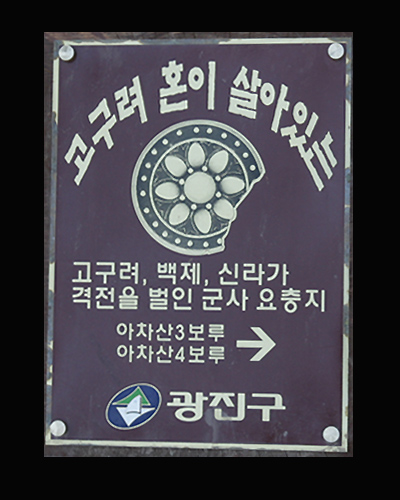 고구려 혼이 살아있는
고구려, 백제, 신라가
격전을 벌인 군사 요충지
아차산3보루
아차산4보루 →
광진구